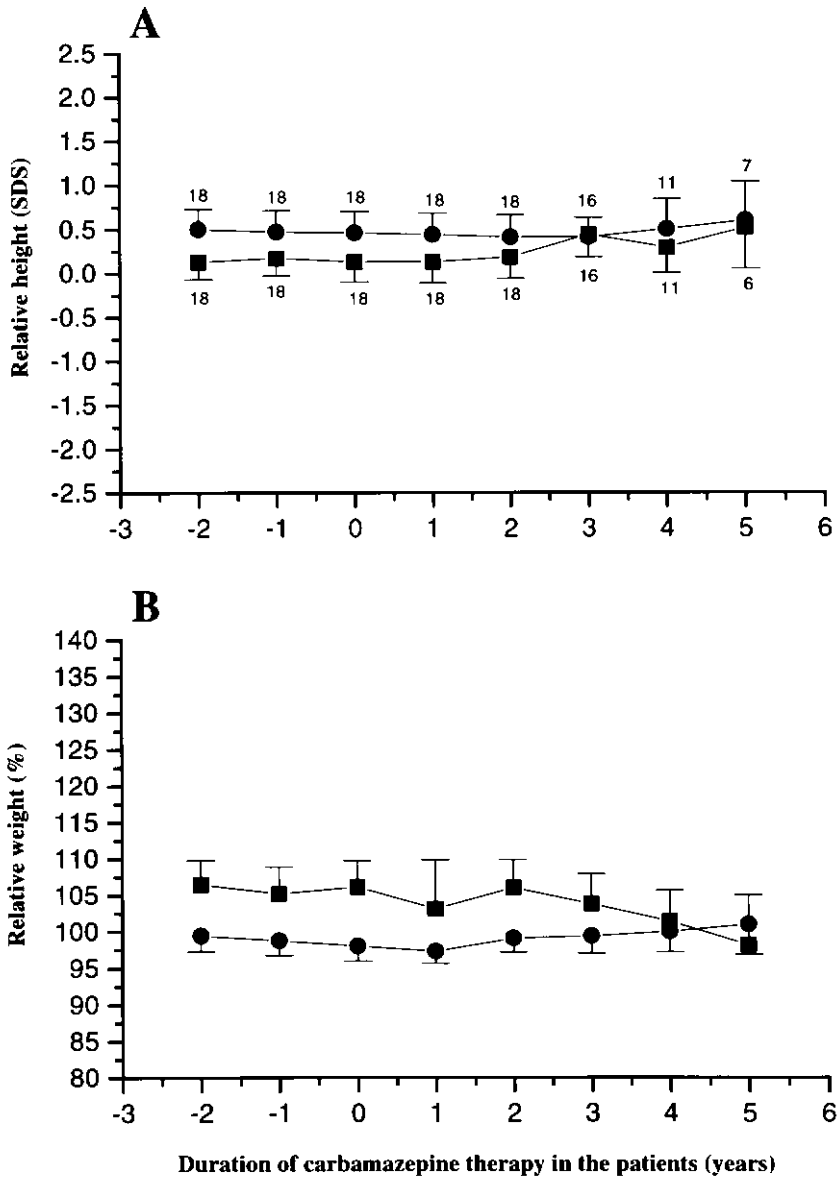 A
2.5
2.0
1.5
1.0
0.5
0.0
-0.5
-1.0
-1.5
-2.0
-2.5
Relative height (SDS)
18 18 18 18 18 16 11 7
18 18 18 18 18 16 11 6
-3 -2 -1 0 1 2 3 4 5 6
B
140
135
130
125
120
115
110
105
100
95
90
85
80
Relative weight (%)
-3 -2 -1 0 1 2 3 4 5 6
Duration of carbamazepine therapy in the patients (years)